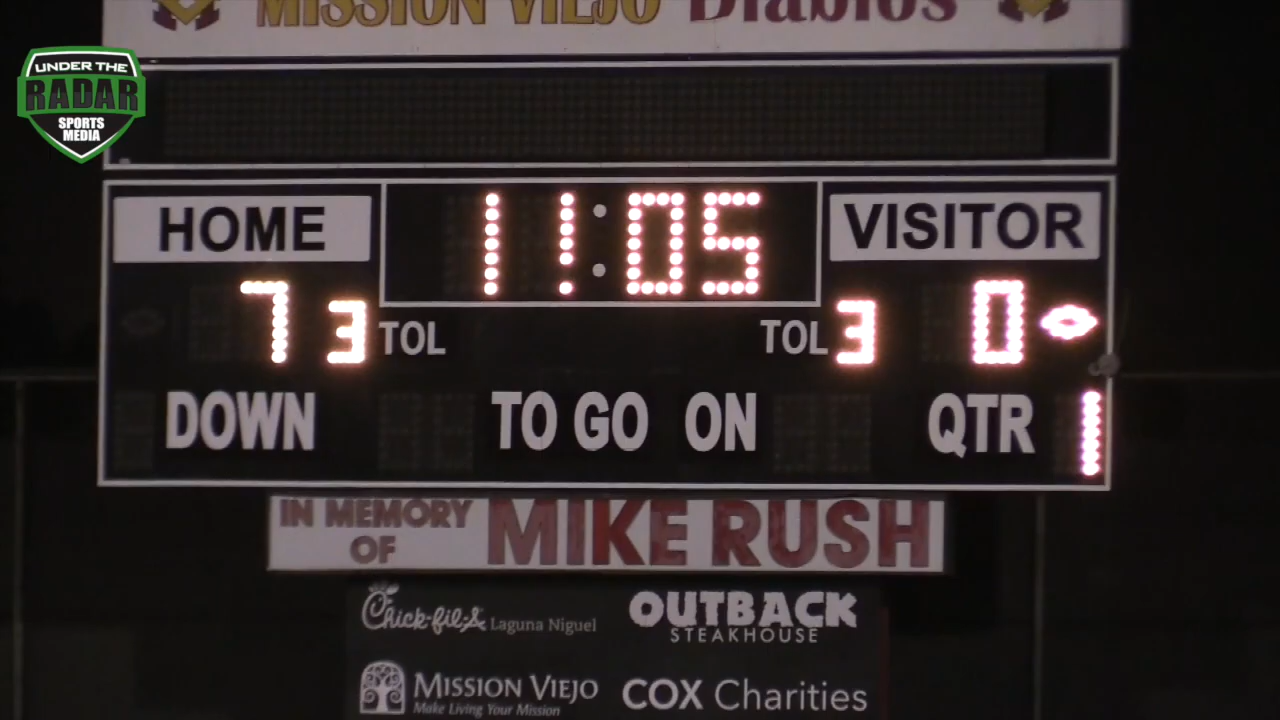 MISSION VIEJO Diablos
UNDER THE
RADAR
SPORTS
MEDIA
HOME 11:05 VISITOR
7 3 TOL TOL 3 0
DOWN TO GO ON QTR 1
IN MEMORY
OF
MIKE RUSH
Chick-fil-A Laguna Niguel
OUTBACK
STEAKHOUSE
MISSION VIEJO
Make Living Your Mission
COX Charities